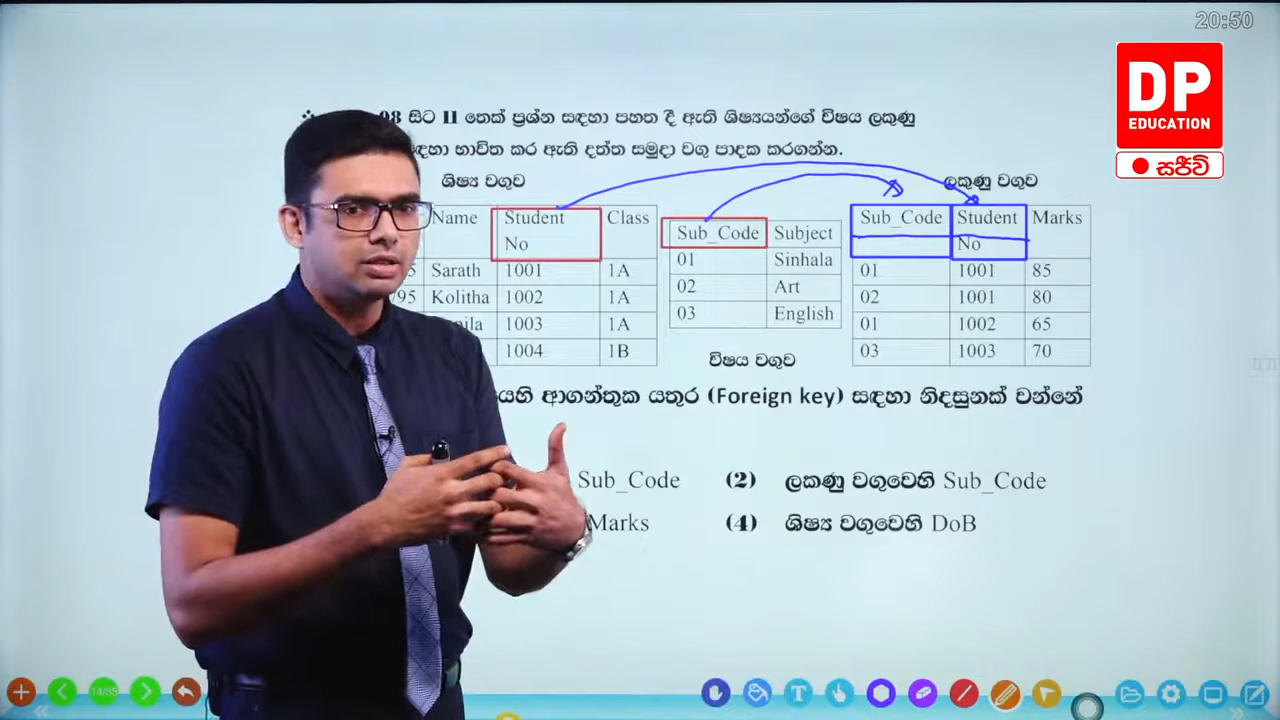 20:50
DP
EDUCATION
සජීවි
08 සිට 11 තෙක් ප්‍රශ්න සඳහා පහත දී ඇති ශිෂ්‍යයන්ගේ විෂය ලකුණු
භාවිත කර ඇති දත්ත සමුදා වගු පාදක කරගන්න.
ශිෂ්‍ය වගුව
Name Student No Class
Sarath 1001 1A
/95 Kolitha 1002 1A
1003 1A
1004 1B
Sub_Code Subject
01 Sinhala
02 Art
03 English
විෂය වගුව
ලකුණු වගුව
Sub_Code Student No Marks
01 1001 85
02 1001 80
01 1002 65
03 1003 70
ආගන්තුක යතුර (Foreign key) සඳහා නිදසුනක් වන්නේ
Sub_Code (2) ලකණු වගුවෙහි Sub_Code
Marks (4) ශිෂ්‍ය වගුවෙහි DoB
14/35